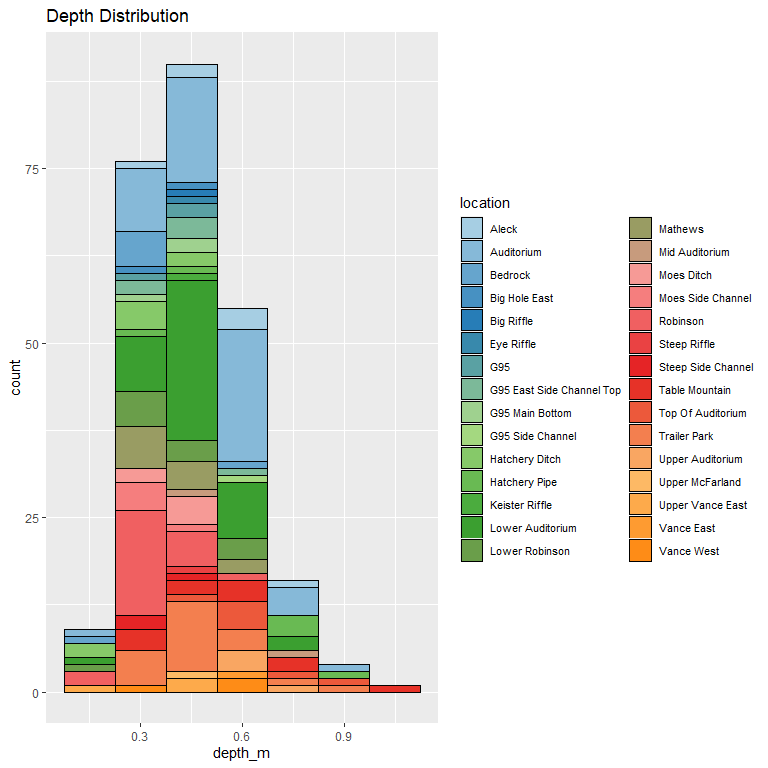 Depth Distribution
75
50
25
0
count
0.3
0.6
0.9
depth_m
location
Aleck
Auditorium
Bedrock
Big Hole East
Big Riffle
Eye Riffle
G95
G95 East Side Channel Top
G95 Main Bottom
G95 Side Channel
Hatchery Ditch
Hatchery Pipe
Keister Riffle
Lower Auditorium
Lower Robinson
Mathews
Mid Auditorium
Moes Ditch
Moes Side Channel
Robinson
Steep Riffle
Steep Side Channel
Table Mountain
Top Of Auditorium
Trailer Park
Upper Auditorium
Upper McFarland
Upper Vance East
Vance East
Vance West